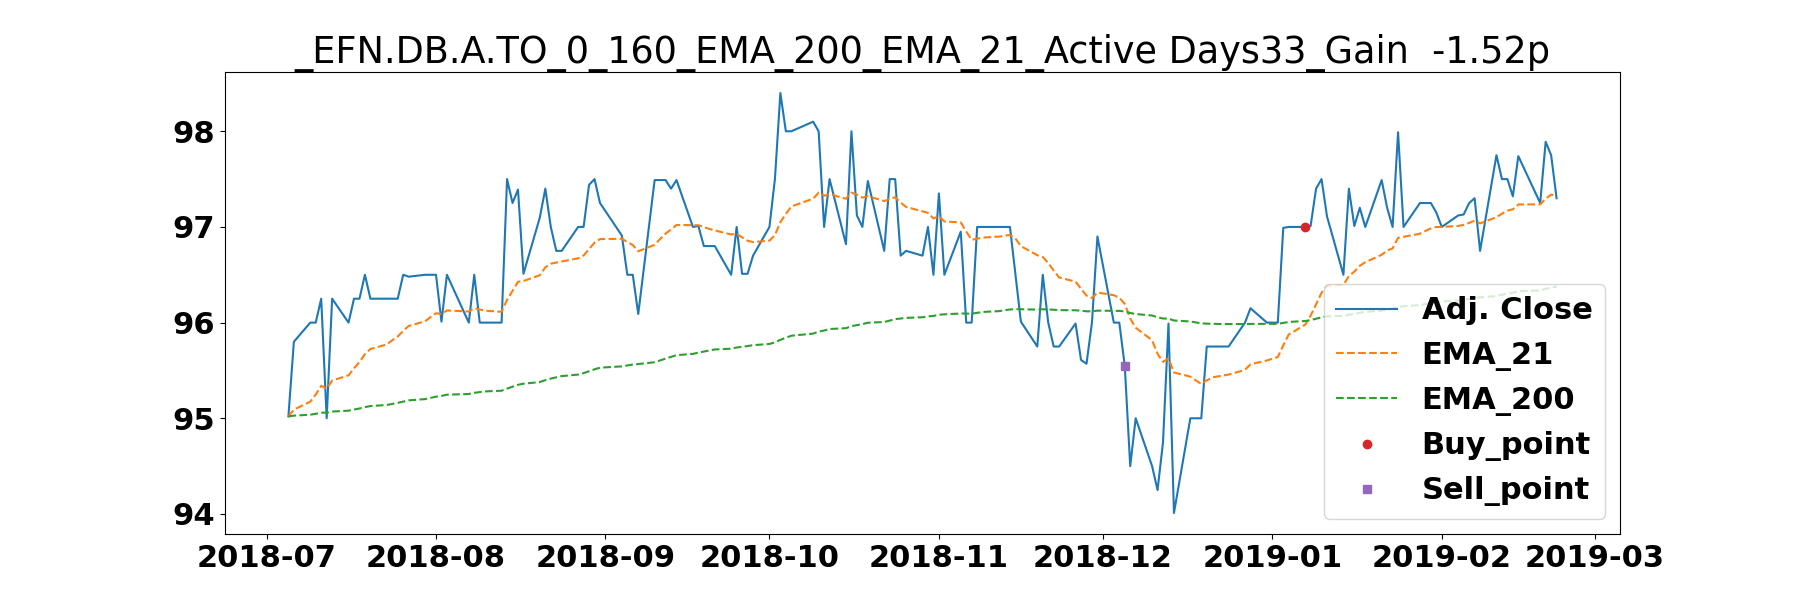 _EFN.DB.A.TO_0_160_EMA_200_EMA_21_Active Days33_Gain  -1.52p
98
97
96
95
94
Adj. Close
EMA_21
EMA_200
Buy_point
Sell_point
2018-07 2018-08 2018-09 2018-10 2018-11 2018-12 2019-01 2019-02 2019-03